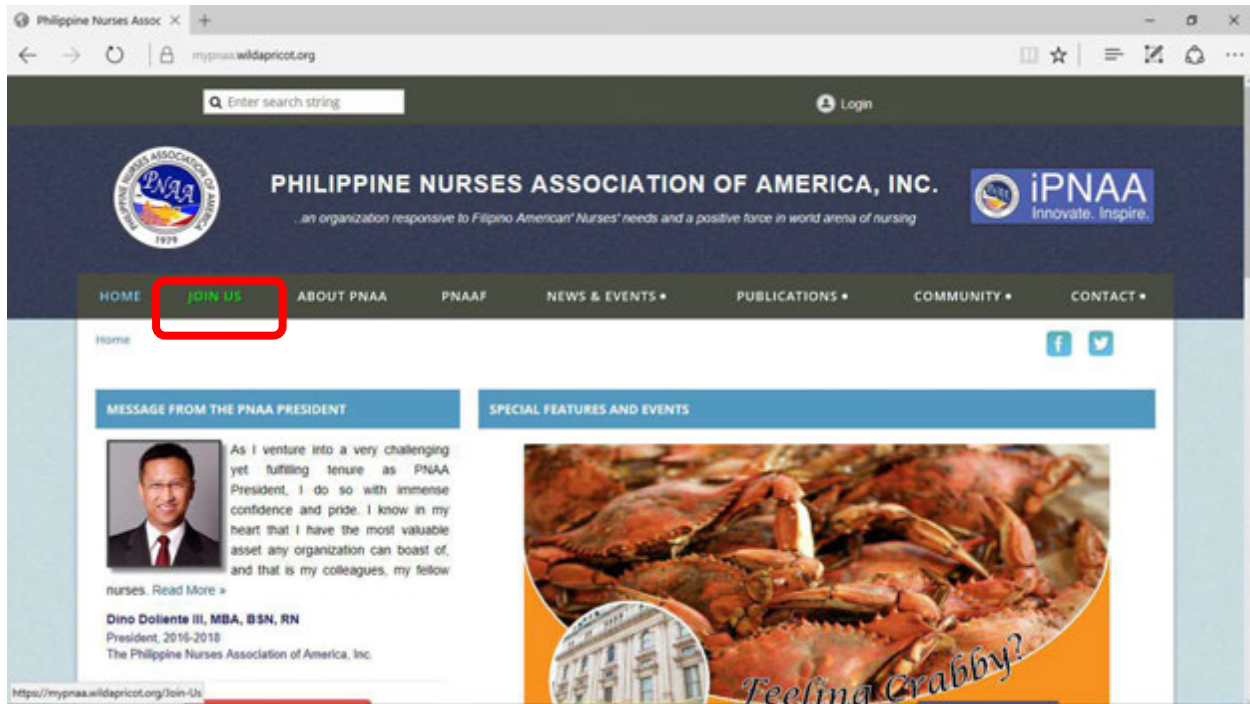 Philippine Nurses Assoc
mypnaa.wildapricot.org
Enter search string
Login
PHILIPPINE NURSES ASSOCIATION OF AMERICA
PNAA
1979
PHILIPPINE NURSES ASSOCIATION OF AMERICA, INC.
...an organization responsive to Filipino American' Nurses' needs and a positive force in world arena of nursing
iPNAA
Innovate. Inspire.
HOME JOIN US ABOUT PNAA PNAAF NEWS & EVENTS • PUBLICATIONS • COMMUNITY • CONTACT •
Home
MESSAGE FROM THE PNAA PRESIDENT
As I venture into a very challenging
yet fulfilling tenure as PNAA
President, I do so with immense
confidence and pride. I know in my
heart that I have the most valuable
asset any organization can boast of,
and that is my colleagues, my fellow
nurses. Read More »
Dino Doliente III, MBA, BSN, RN
President, 2016-2018
The Philippine Nurses Association of America, Inc.
SPECIAL FEATURES AND EVENTS
Feeling Crabby?
https://mypnaa.wildapricot.org/Join-Us